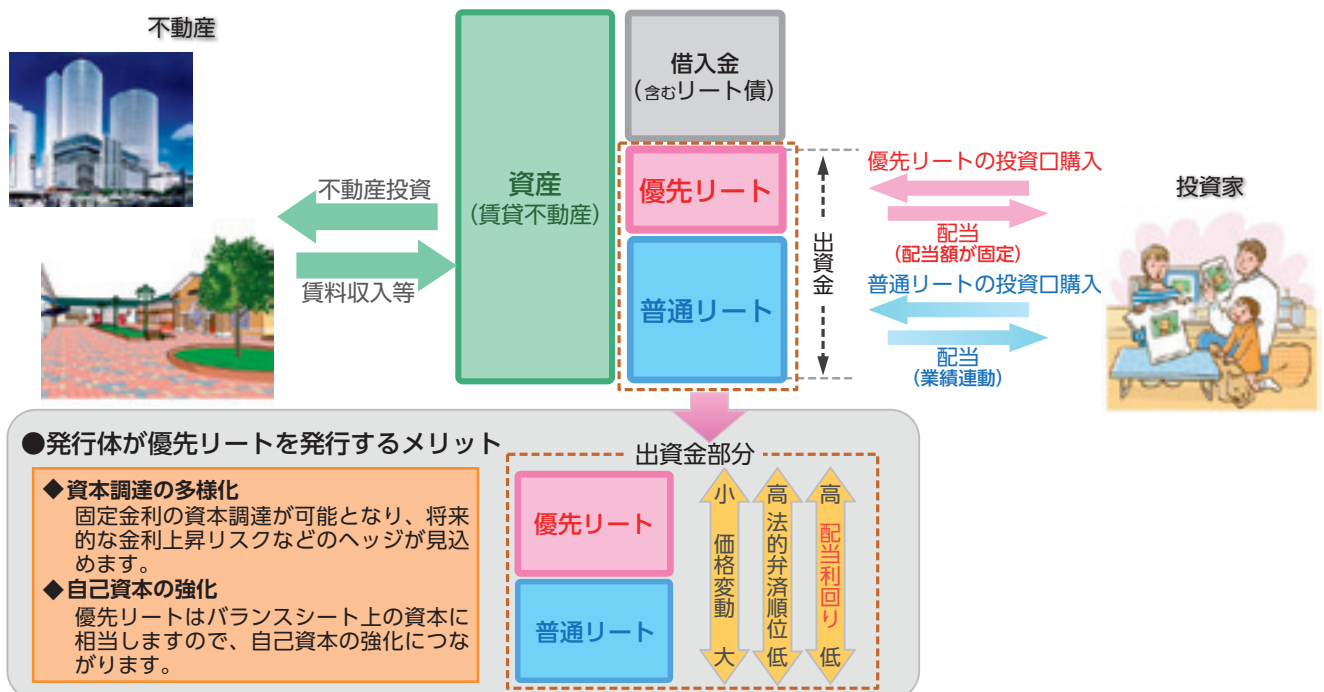 不動産
不動産投資
賃料収入等
資産
(賃貸不動産)
借入金
(含むリート債)
優先リート
普通リート
出資金
優先リートの投資口購入
配当
(配当額が固定)
普通リートの投資口購入
配当
(業績連動)
投資家
●発行体が優先リートを発行するメリット
◆資本調達の多様化
固定金利の資本調達が可能となり、将来
的な金利上昇リスクなどのヘッジが見込
めます。
◆自己資本の強化
優先リートはバランスシート上の資本に
相当しますので、自己資本の強化につな
がります。
出資金部分
優先リート
普通リート
小 価格変動 大
高 法的弁済順位 低
高 配当利回り 低